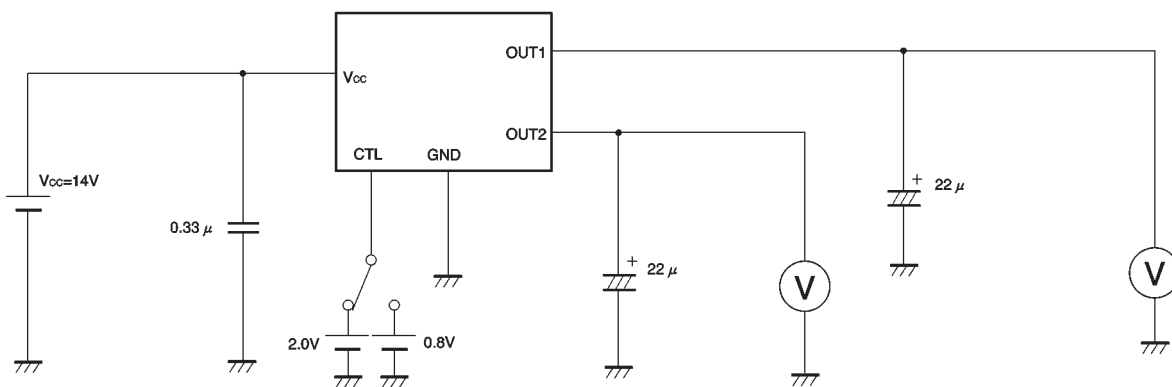 OUT1
Vcc
OUT2
CTL
GND
Vcc=14V
0.33 μ
+
22 μ
+
22 μ
V
V
2.0V
0.8V